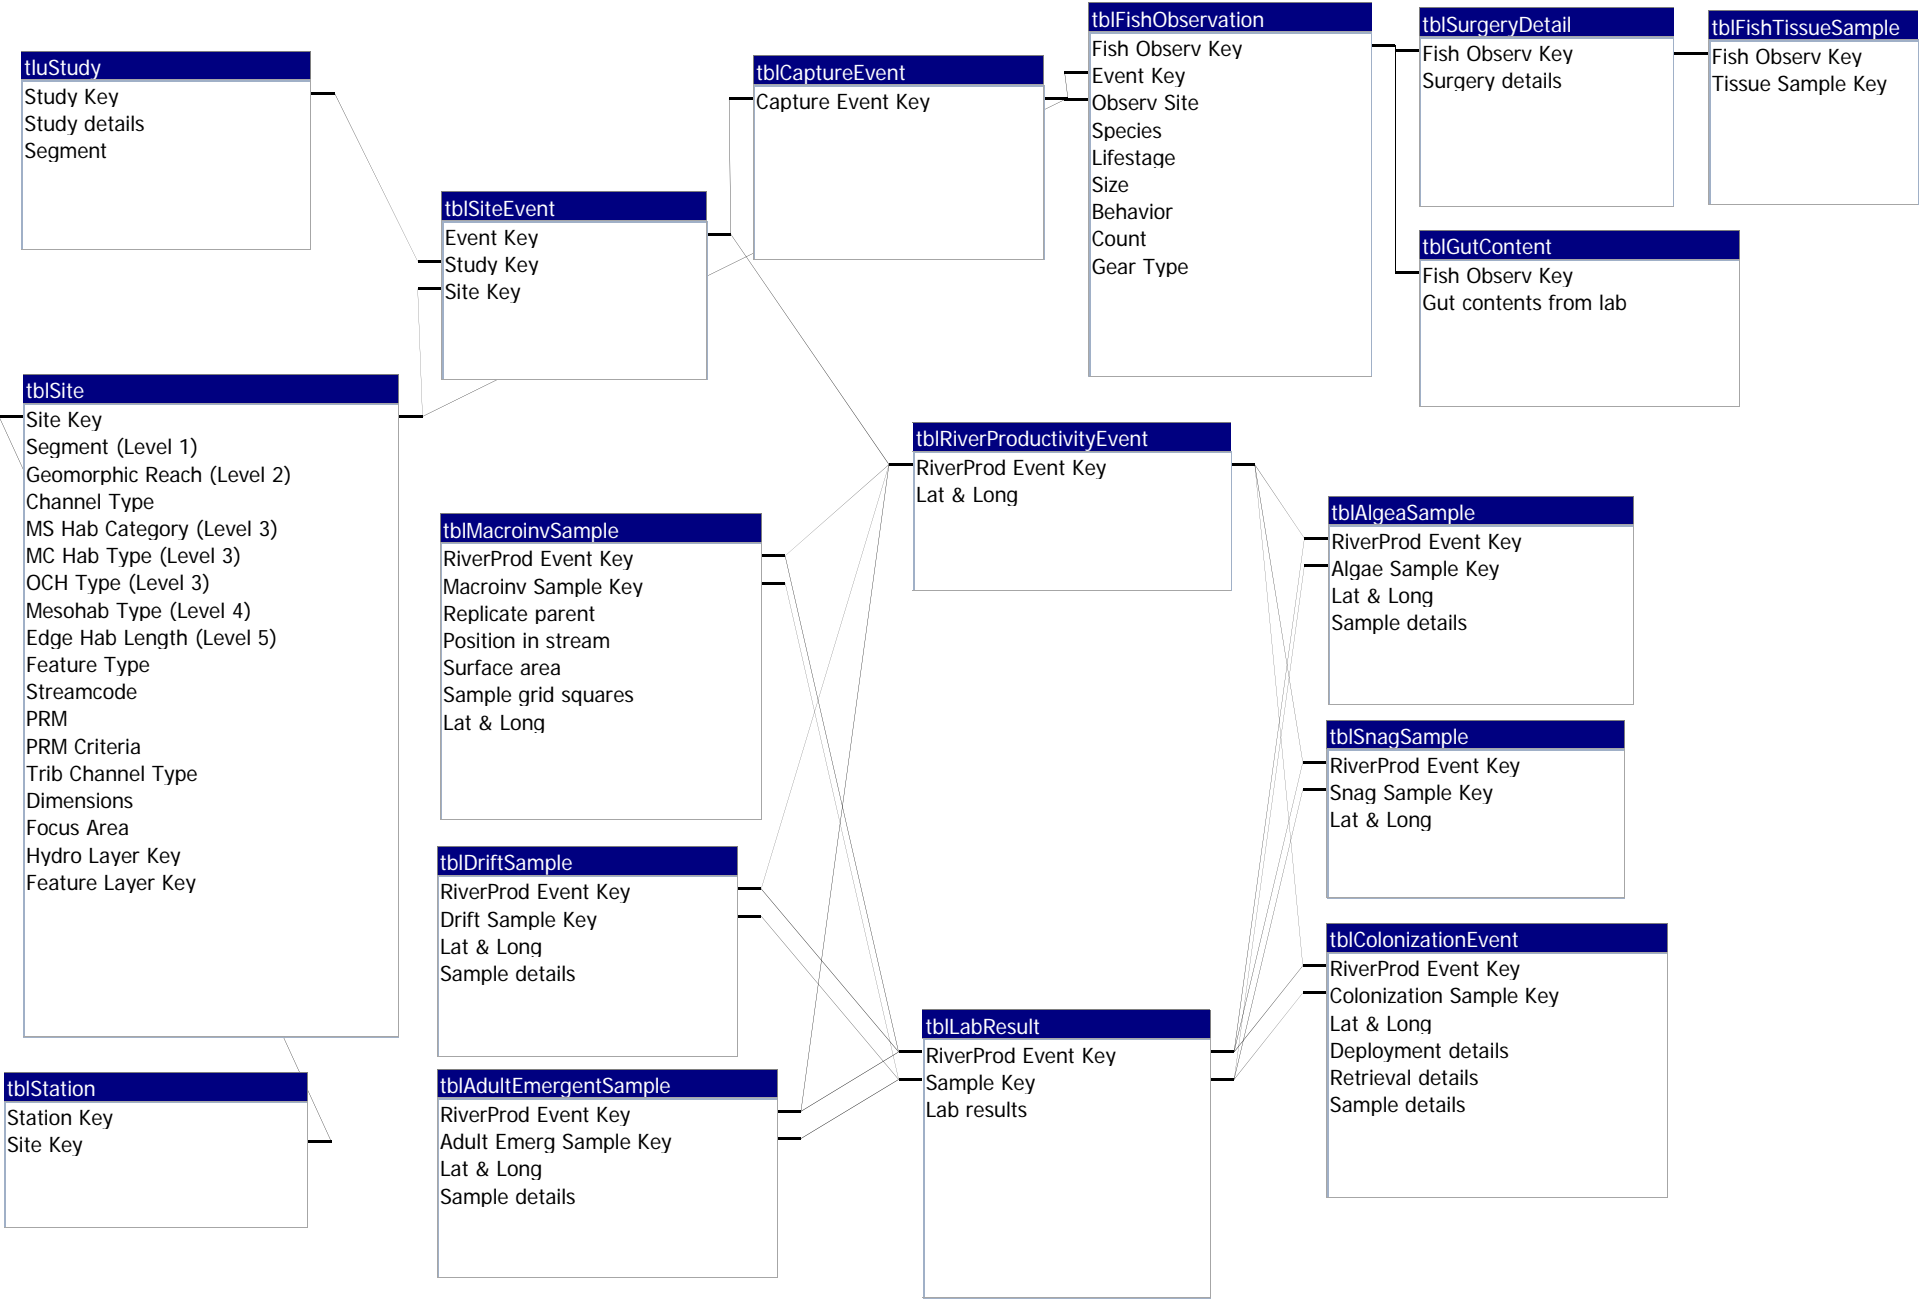 tluStudy
Study Key
Study details
Segment
tblSite
Site Key
Segment (Level 1)
Geomorphic Reach (Level 2)
Channel Type
MS Hab Category (Level 3)
MC Hab Type (Level 3)
OCH Type (Level 3)
Mesohab Type (Level 4)
Edge Hab Length (Level 5)
Feature Type
Streamcode
PRM
PRM Criteria
Trib Channel Type
Dimensions
Focus Area
Hydro Layer Key
Feature Layer Key
tblStation
Station Key
Site Key
tblSiteEvent
Event Key
Study Key
Site Key
tblMacroinvSample
RiverProd Event Key
Macroinv Sample Key
Replicate parent
Position in stream
Surface area
Sample grid squares
Lat & Long
tblDriftSample
RiverProd Event Key
Drift Sample Key
Lat & Long
Sample details
tblAdultEmergentSample
RiverProd Event Key
Adult Emerg Sample Key
Lat & Long
Sample details
tblCaptureEvent
Capture Event Key
tblRiverProductivityEvent
RiverProd Event Key
Lat & Long
tblLabResult
RiverProd Event Key
Sample Key
Lab results
tblFishObservation
Fish Observ Key
Event Key
Observ Site
Species
Lifestage
Size
Behavior
Count
Gear Type
tblSurgeryDetail
Fish Observ Key
Surgery details
tblFishTissueSample
Fish Observ Key
Tissue Sample Key
tblGutContent
Fish Observ Key
Gut contents from lab
tblAlgeaSample
RiverProd Event Key
Algae Sample Key
Lat & Long
Sample details
tblSnagSample
RiverProd Event Key
Snag Sample Key
Lat & Long
tblColonizationEvent
RiverProd Event Key
Colonization Sample Key
Lat & Long
Deployment details
Retrieval details
Sample details